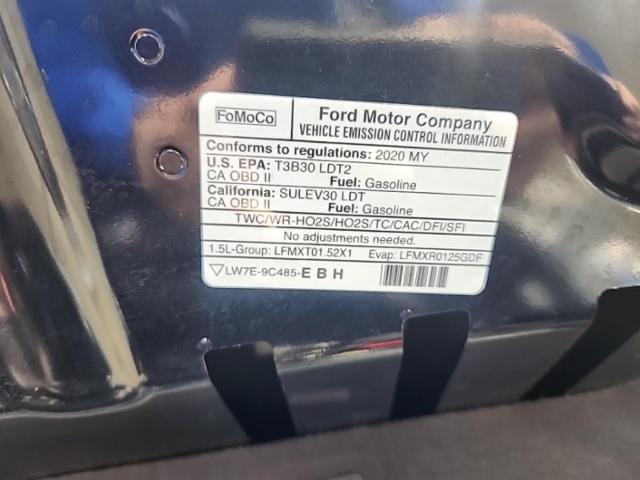 FoMoCo
Ford Motor Company
VEHICLE EMISSION CONTROL INFORMATION
Conforms to regulations: 2020 MY
U.S. EPA: T3B30 LDT2
CA OBD II Fuel: Gasoline
California: SULEV30 LDT
CA OBD II Fuel: Gasoline
TWC/WR-HO2S/HO2S/TC/CAC/DFI/SFI
No adjustments needed.
1.5L-Group: LFMXT01.52X1 Evap: LFMXR0125GDF
LW7E-9C485-EBH